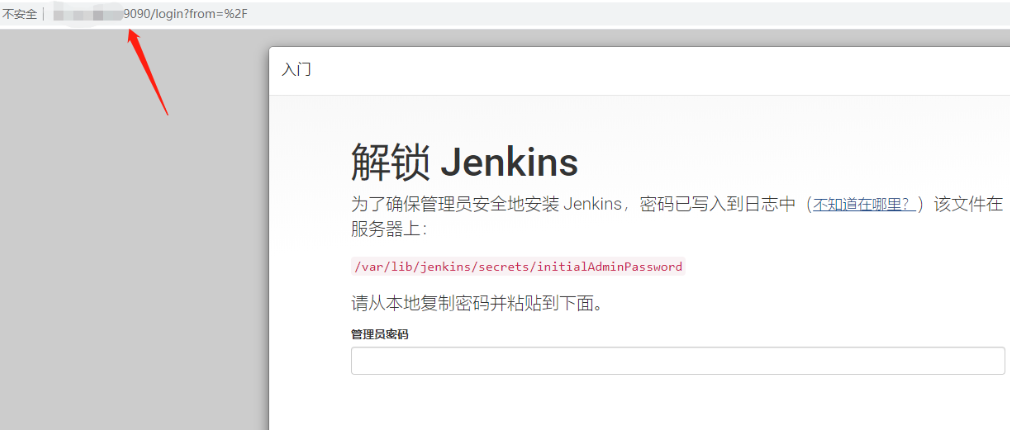 不安全 | 9090/login?from=%2F
入门
解锁 Jenkins
为了确保管理员安全地安装 Jenkins，密码已写入到日志中（不知道在哪里？）该文件在
服务器上：
/var/lib/jenkins/secrets/initialAdminPassword
请从本地复制密码并粘贴到下面。
管理员密码